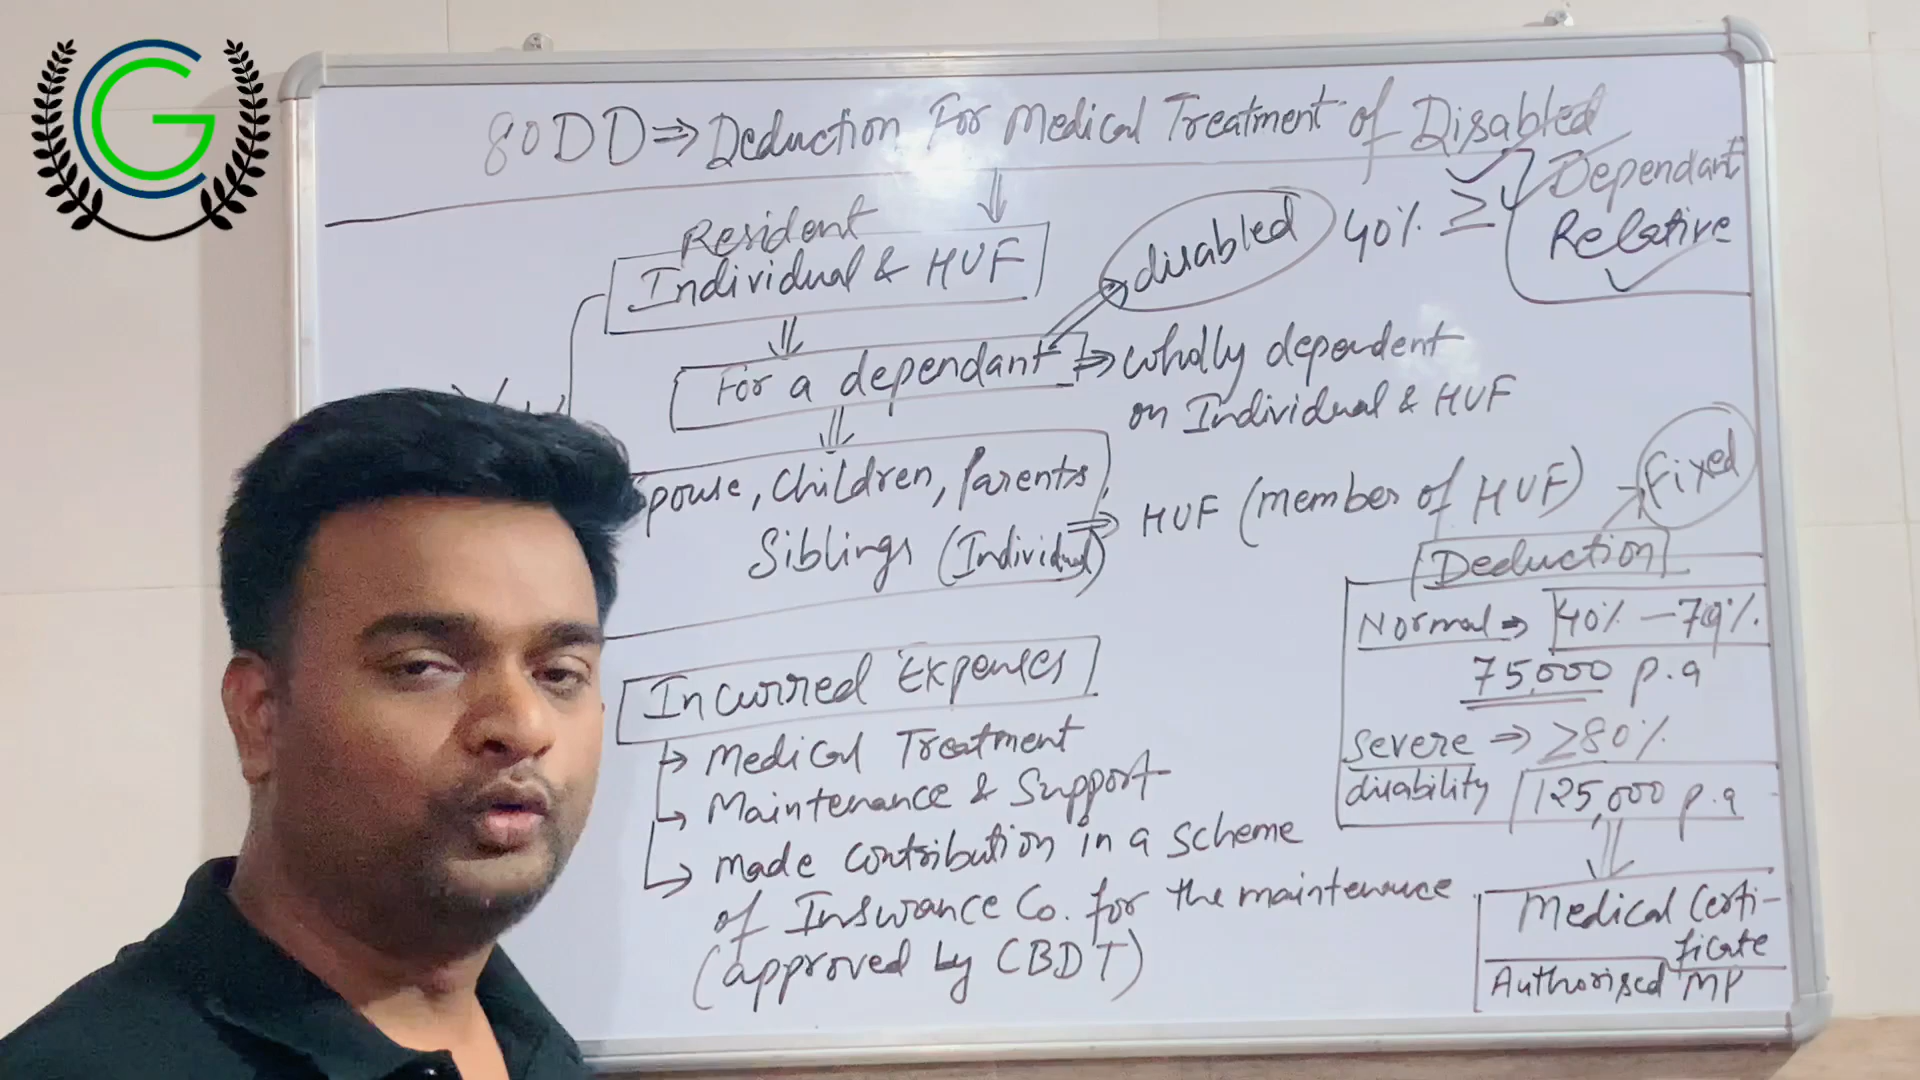 80DD ⇒ Deduction For Medical Treatment of Disabled
Dependant
Relative
Resident
Individual & HUF
disabled 40% ≥
For a dependant ⇒ wholly dependent
on Individual & HUF
pouse, Children, Parents,
Siblings (Individual) ⇒ HUF (member of HUF)
Fixed
Deduction
Normal ⇒ 40% - 79%
75,000 p.a
Severe ⇒ ≥80%
disability 125,000 p.a
Medical Certi-
ficate
Authorised MP
Incurred Expenses
Medical Treatment
Maintenance & Support
made contribution in a scheme
of Insurance Co. for the maintenance
(approved by CBDT)